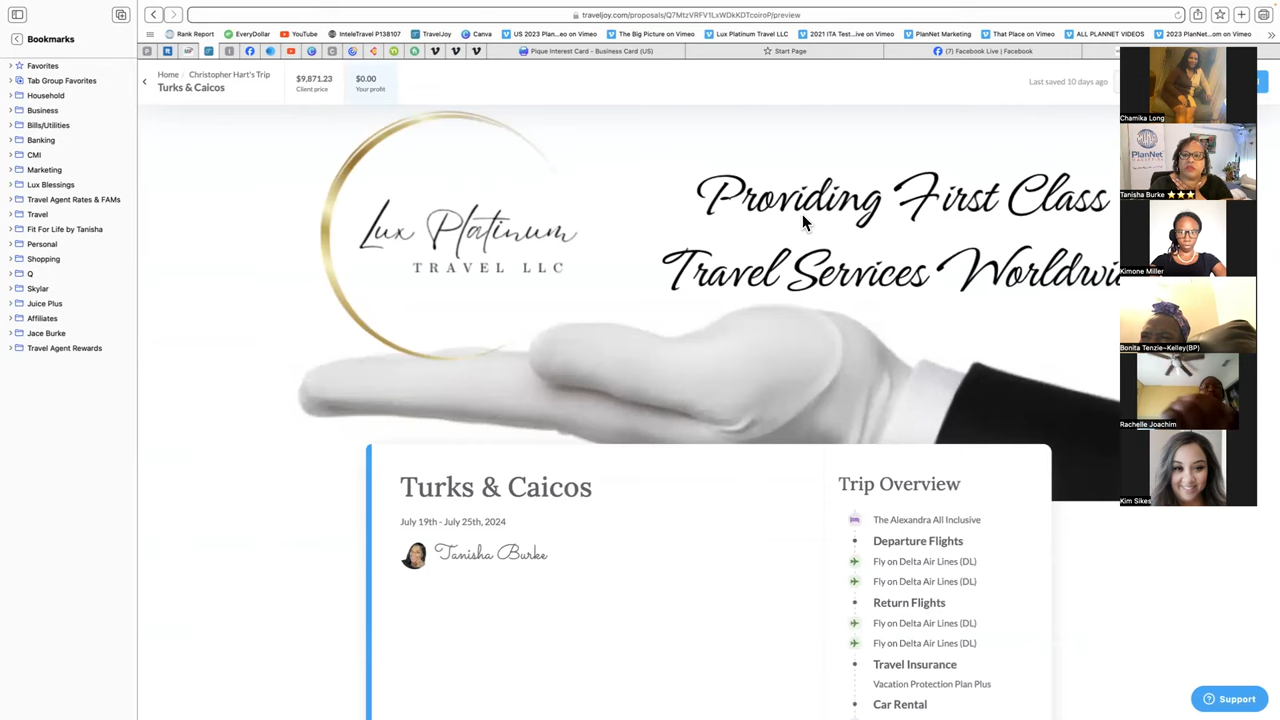 traveljoy.com/proposals/Q7MtzVRFV1LxWDkKDTcoiroP/preview
Bookmarks
Rank Report
EveryDollar
YouTube
InteleTravel P138107
TravelJoy
Canva
US 2023 Plan...eo on Vimeo
The Big Picture on Vimeo
Lux Platinum Travel LLC
2021 ITA Test...ive on Vimeo
PlanNet Marketing
That Place on Vimeo
ALL PLANNET VIDEOS
2023 PlanNet...om on Vimeo
Pique Interest Card - Business Card (US)
Start Page
(7) Facebook Live | Facebook
Favorites
Tab Group Favorites
Household
Business
Bills/Utilities
Banking
CMI
Marketing
Lux Blessings
Travel Agent Rates & FAMs
Travel
Fit For Life by Tanisha
Personal
Shopping
Q
Skylar
Juice Plus
Affiliates
Jace Burke
Travel Agent Rewards
Home / Christopher Hart's Trip
Turks & Caicos
$9,871.23
Client price
$0.00
Your profit
Last saved 10 days ago
Lux Platinum
TRAVEL LLC
Providing First Class
Travel Services Worldwi
Turks & Caicos
July 19th - July 25th, 2024
Tanisha Burke
Trip Overview
The Alexandra All Inclusive
Departure Flights
Fly on Delta Air Lines (DL)
Fly on Delta Air Lines (DL)
Return Flights
Fly on Delta Air Lines (DL)
Fly on Delta Air Lines (DL)
Travel Insurance
Vacation Protection Plan Plus
Car Rental
Chamika Long
PlanNet
Tanisha Burke ⭐⭐⭐
Kimone Miller
Bonita Tenzie~Kelley(BP)
Rachelle Joachim
Kim Sikes
Support